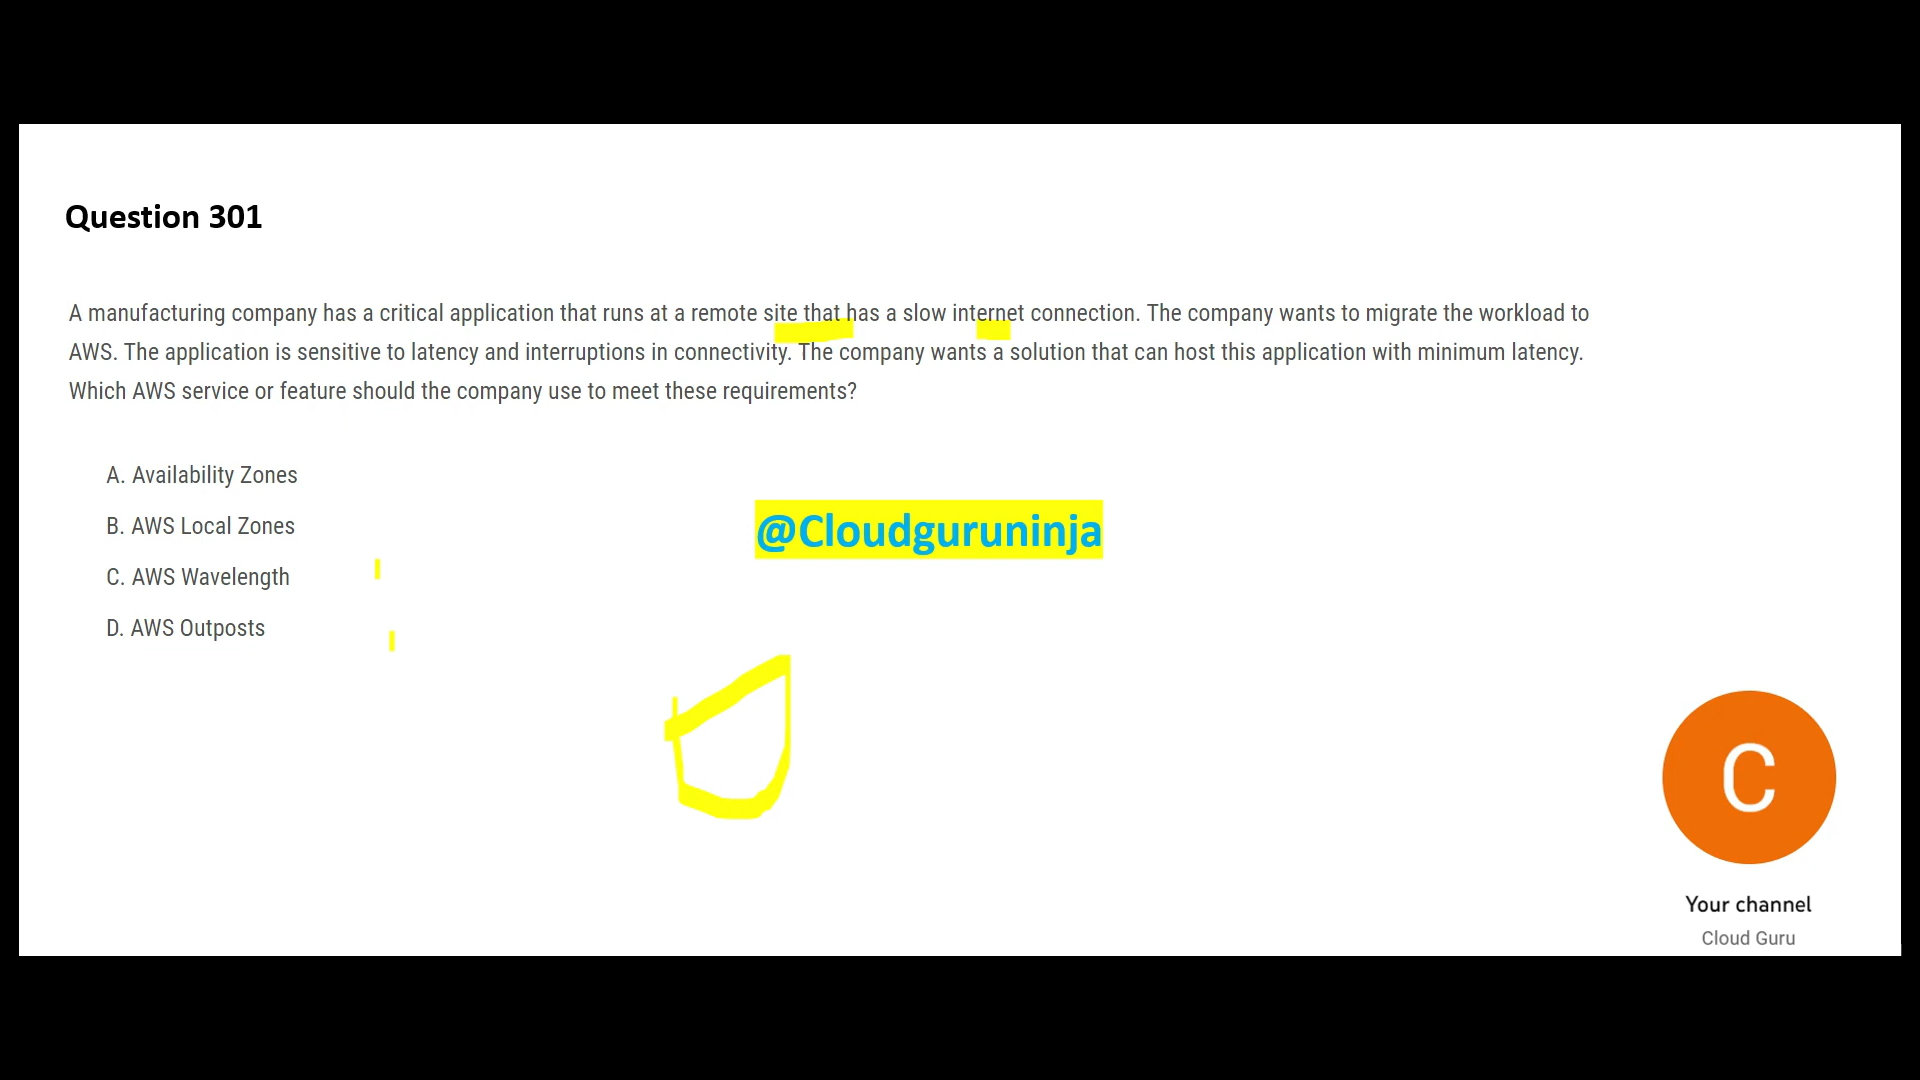 Question 301
A manufacturing company has a critical application that runs at a remote site that has a slow internet connection. The company wants to migrate the workload to
AWS. The application is sensitive to latency and interruptions in connectivity. The company wants a solution that can host this application with minimum latency.
Which AWS service or feature should the company use to meet these requirements?
A. Availability Zones
B. AWS Local Zones
C. AWS Wavelength
D. AWS Outposts
@Cloudguruninja
C
Your channel
Cloud Guru